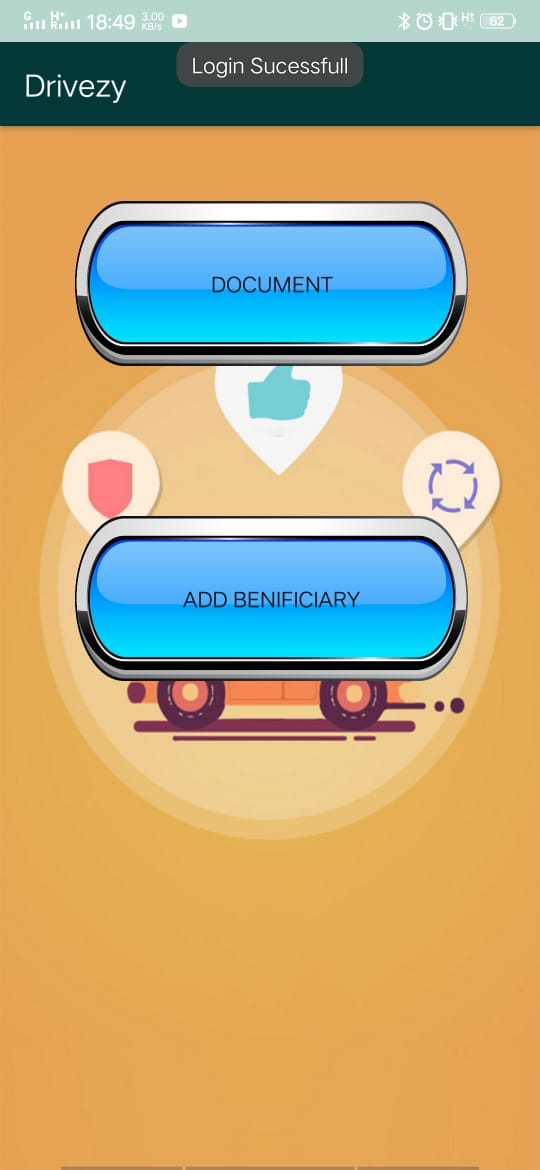 G H+ R 18:49 3.00 KB/s H+ 62
Login Sucessfull
Drivezy
DOCUMENT
ADD BENIFICIARY